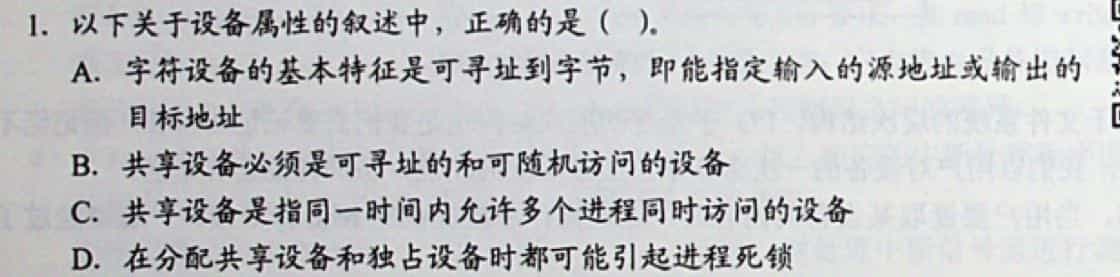 1. 以下关于设备属性的叙述中，正确的是（ ）。
A. 字符设备的基本特征是可寻址到字节，即能指定输入的源地址或输出的
目标地址
B. 共享设备必须是可寻址的和可随机访问的设备
C. 共享设备是指同一时间内允许多个进程同时访问的设备
D. 在分配共享设备和独占设备时都可能引起进程死锁